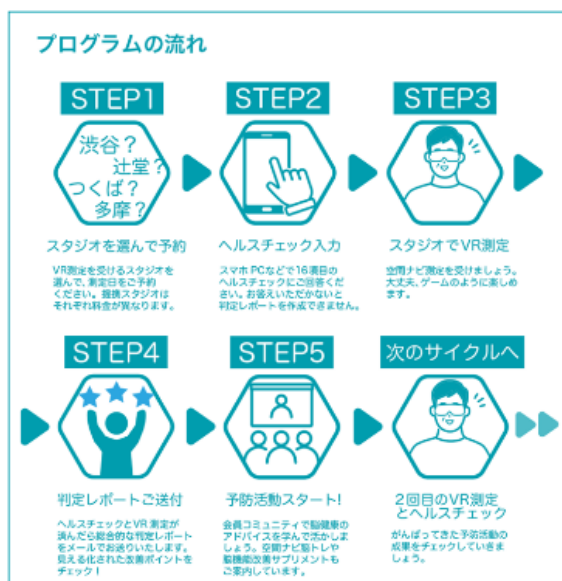 プログラムの流れ
STEP1
渋谷？
辻堂？
つくば？
多摩？
スタジオを選んで予約
VR測定を受けるスタジオを
選んで、測定日をご予約
ください。提携スタジオは
それぞれ料金が異なります。
STEP2
ヘルスチェック入力
スマホ PCなどで16項目の
ヘルスチェックにご回答くだ
さい。お答えいただかないと
判定レポートを作成できません。
STEP3
スタジオでVR測定
空間ナビ測定を受けましょう。
大丈夫、ゲームのように楽しめ
ます。
STEP4
判定レポートご送付
ヘルスチェックとVR測定が
済んだら総合的な判定レポート
をメールでお送りいたします。
見える化された改善ポイントを
チェック！
STEP5
予防活動スタート!
会員コミュニティで脳健康の
アドバイスを学んで活かしま
しょう。空間ナビ脳トレや
脳機能改善サプリメントも
ご案内しています。
次のサイクルへ
2回目のVR測定
とヘルスチェック
がんばってきた予防活動の
成果をチェックしていきま
しょう。